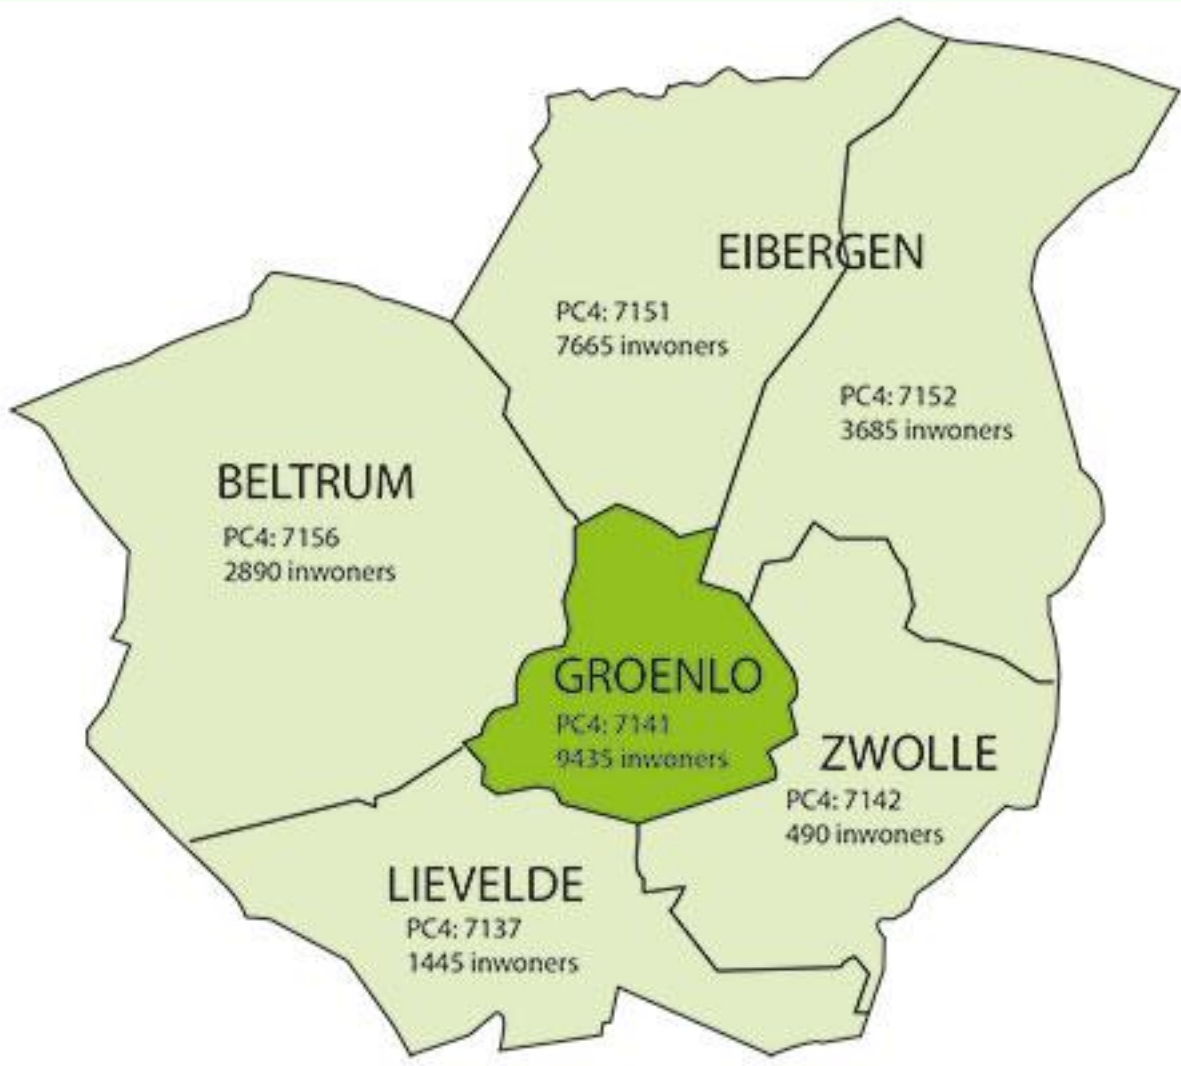 EIBERGEN
PC4: 7151
7665 inwoners
PC4: 7152
3685 inwoners
BELTRUM
PC4: 7156
2890 inwoners
GROENLO
PC4: 7141
9435 inwoners
ZWOLLE
PC4: 7142
490 inwoners
LIEVELDE
PC4: 7137
1445 inwoners